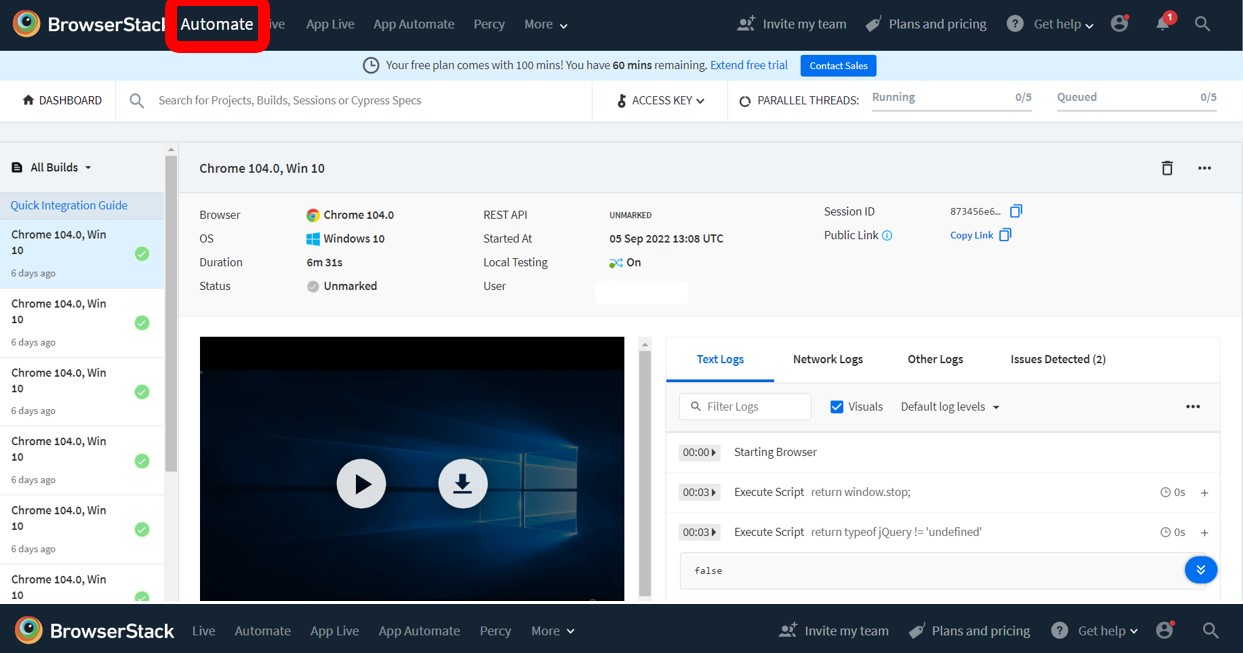 BrowserStack Automate Live App Live App Automate Percy More Invite my team Plans and pricing ? Get help 1
Your free plan comes with 100 mins! You have 60 mins remaining. Extend free trial Contact Sales
DASHBOARD Search for Projects, Builds, Sessions or Cypress Specs ACCESS KEY PARALLEL THREADS: Running 0/5 Queued 0/5
All Builds
Quick Integration Guide
Chrome 104.0, Win
10
6 days ago
Chrome 104.0, Win
10
6 days ago
Chrome 104.0, Win
10
6 days ago
Chrome 104.0, Win
10
6 days ago
Chrome 104.0, Win
10
6 days ago
Chrome 104.0, Win
10
Chrome 104.0, Win 10
Browser Chrome 104.0
OS Windows 10
Duration 6m 31s
Status Unmarked
REST API UNMARKED
Started At 05 Sep 2022 13:08 UTC
Local Testing On
User
Session ID 873456e6...
Public Link Copy Link
Text Logs Network Logs Other Logs Issues Detected (2)
Filter Logs Visuals Default log levels
00:00 Starting Browser
00:03 Execute Script return window.stop; 0s +
00:03 Execute Script return typeof jQuery != 'undefined' 0s +
false
BrowserStack Live Automate App Live App Automate Percy More Invite my team Plans and pricing ? Get help